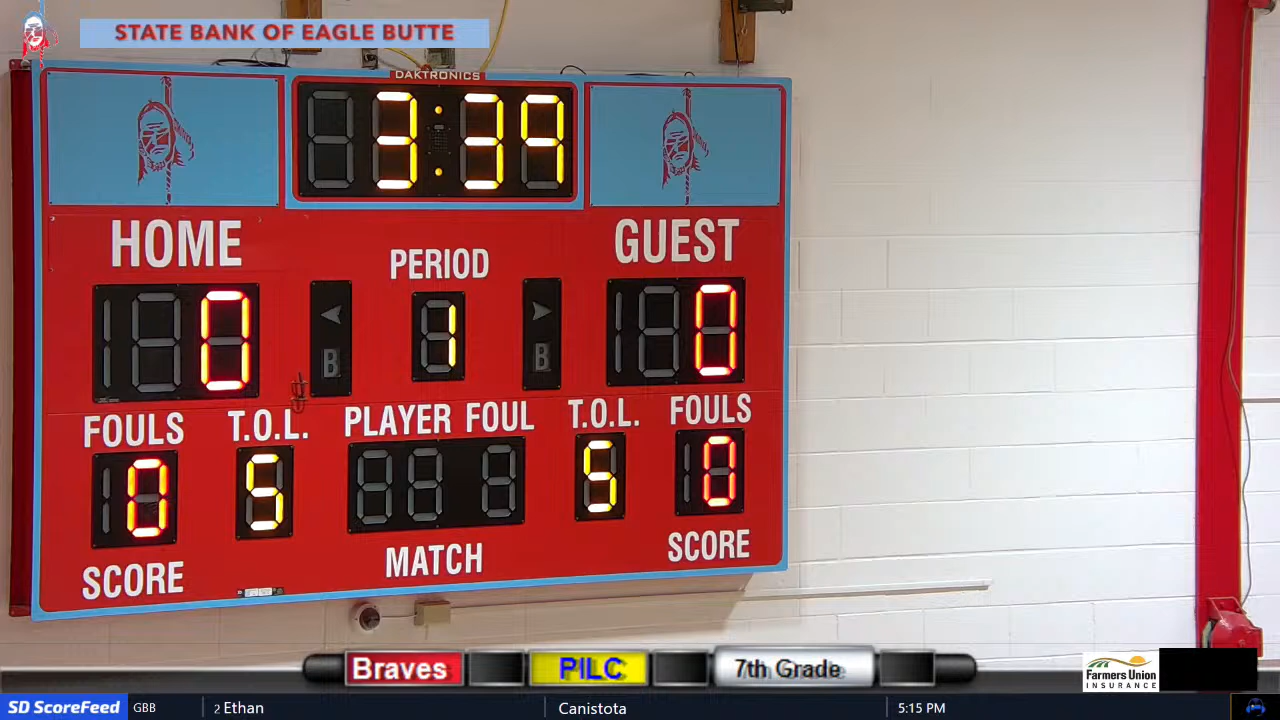 STATE BANK OF EAGLE BUTTE
DAKTRONICS
3:39
HOME
PERIOD
GUEST
0
B
1
B
0
FOULS T.O.L. PLAYER FOUL T.O.L. FOULS
0 5 5 0
SCORE MATCH SCORE
Braves PILC 7th Grade
Farmers Union
INSURANCE
SD ScoreFeed GBB 2 Ethan Canistota 5:15 PM